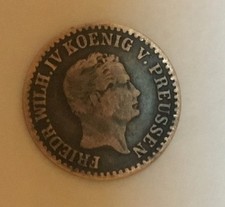 FRIEDR. WILH. IV KOENIG V. PREUSSEN